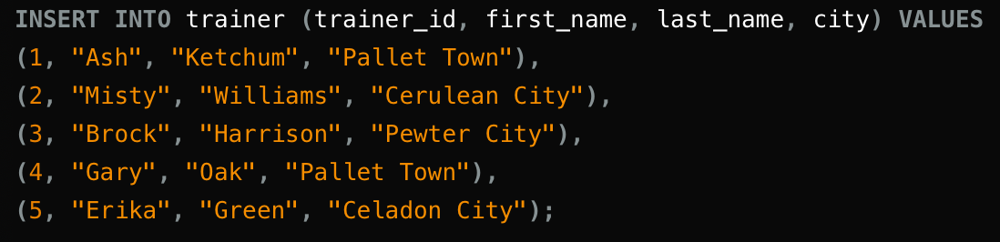 INSERT INTO trainer (trainer_id, first_name, last_name, city) VALUES
(1, "Ash", "Ketchum", "Pallet Town"),
(2, "Misty", "Williams", "Cerulean City"),
(3, "Brock", "Harrison", "Pewter City"),
(4, "Gary", "Oak", "Pallet Town"),
(5, "Erika", "Green", "Celadon City");